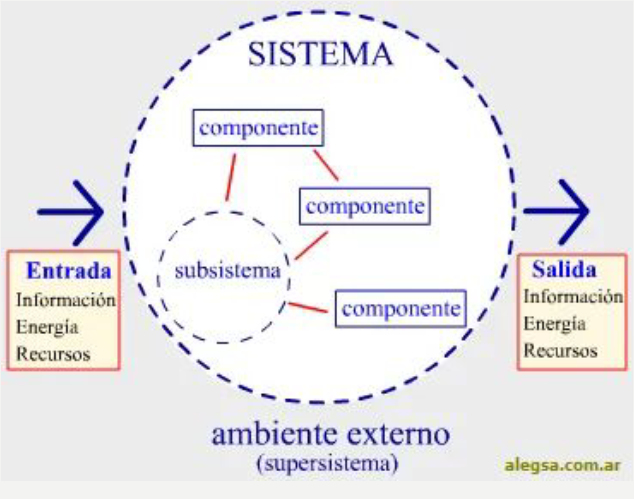 SISTEMA
componente
componente
subsistema
componente
Entrada
Información
Energía
Recursos
Salida
Información
Energía
Recursos
ambiente externo
(supersistema)
alegsa.com.ar